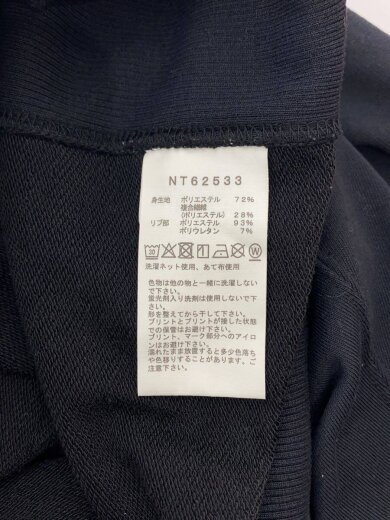 NT62533
身生地 ポリエステル 72%
複合繊維
(ポリエステル) 28%
リブ部 ポリエステル 93%
ポリウレタン 7%
30 W
洗濯ネット使用、あて布使用
色物は他の物と一緒に洗濯しない
で下さい。
蛍光剤入り洗剤は使用しないで下
さい。
形を整えてから干して下さい。
プリントとプリントが接した状態
での保管はお避け下さい。
プリント、マーク部分へのアイロ
ンはお避け下さい。
濡れたまま放置すると多少色落ち
や色移りすることがあります。ご
注意下さい。